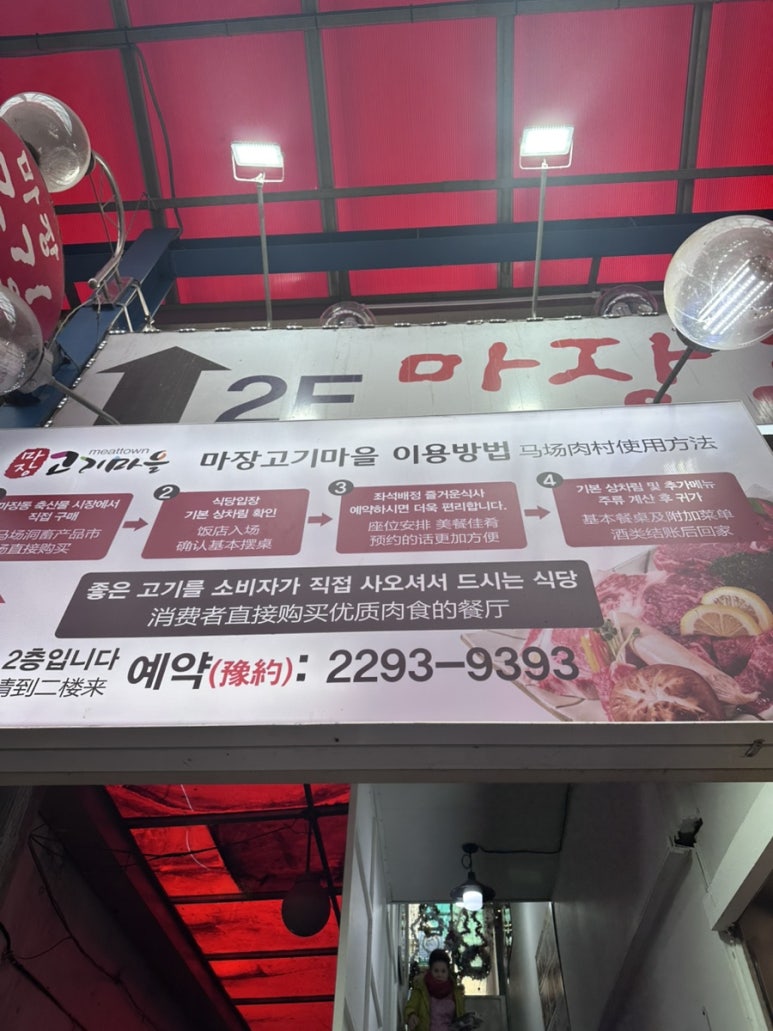 마장
2F 마장
마장 고기마을 meattown
마장고기마을 이용방법 马场肉村使用方法
마장동 축산물 시장에서
직접 구매
马场洞畜产品市
场直接购买
2
식당입장
기본 상차림 확인
饭店入场
确认基本摆桌
3
좌석배정 즐거운식사
예약하시면 더욱 편리합니다.
座位安排 美餐佳肴
预约的话更加方便
4
기본 상차림 및 추가메뉴
주류 계산 후 귀가
基本餐桌及附加菜单
酒类结账后回家
좋은 고기를 소비자가 직접 사오셔서 드시는 식당
消费者直接购买优质肉食的餐厅
2층입니다
请到二楼来
예약(豫約): 2293-9393